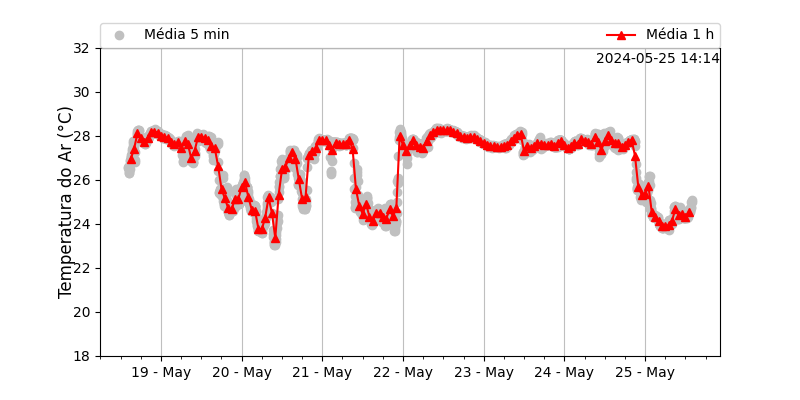 Média 5 min
Média 1 h
2024-05-25 14:14
Temperatura do Ar (°C)
32
30
28
26
24
22
20
18
19 - May
20 - May
21 - May
22 - May
23 - May
24 - May
25 - May